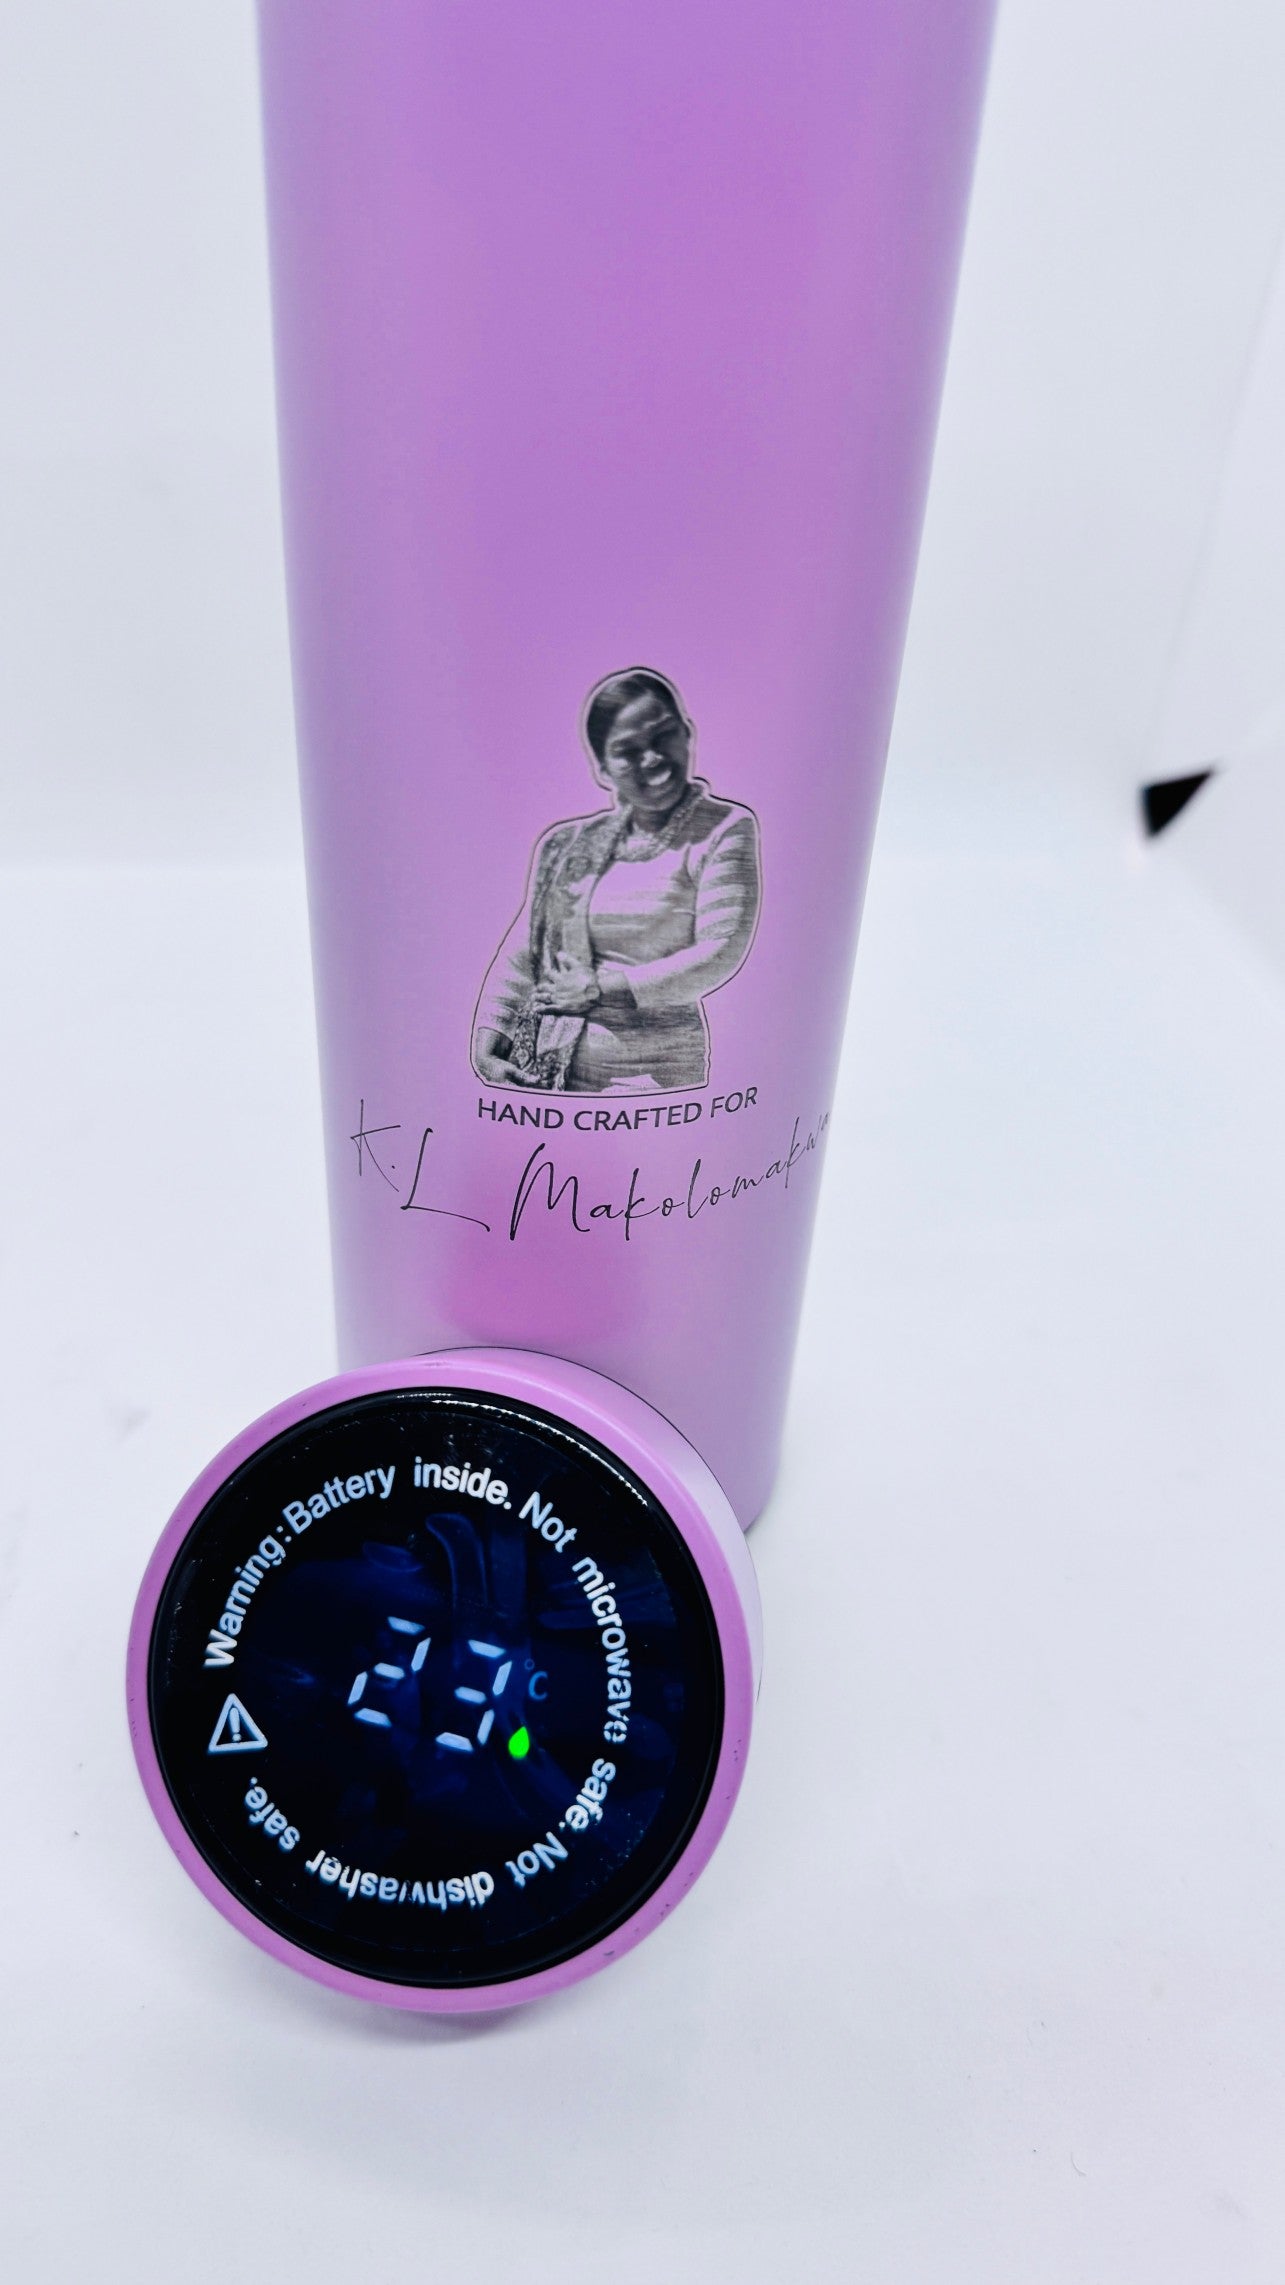 HAND CRAFTED FOR
K.L Makolomakwa
Warning: Battery inside. Not microwave safe. Not dishwasher safe.
23 °C